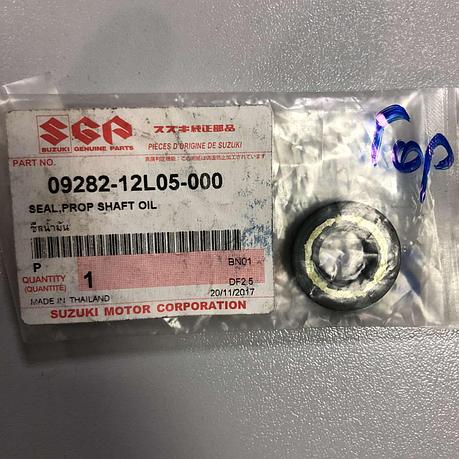 SGP
スズキ純正部品
SUZUKI GENUINE PARTS
PIÈCES D'ORIGINE DE SUZUKI
PART NO.
09282-12L05-000
SEAL,PROP SHAFT OIL
ซีลน้ำมัน
P
BN01
QUANTITY
(QUANTITÉ)
1
DF2.5
MADE IN THAILAND
20/11/2017
SUZUKI MOTOR CORPORATION